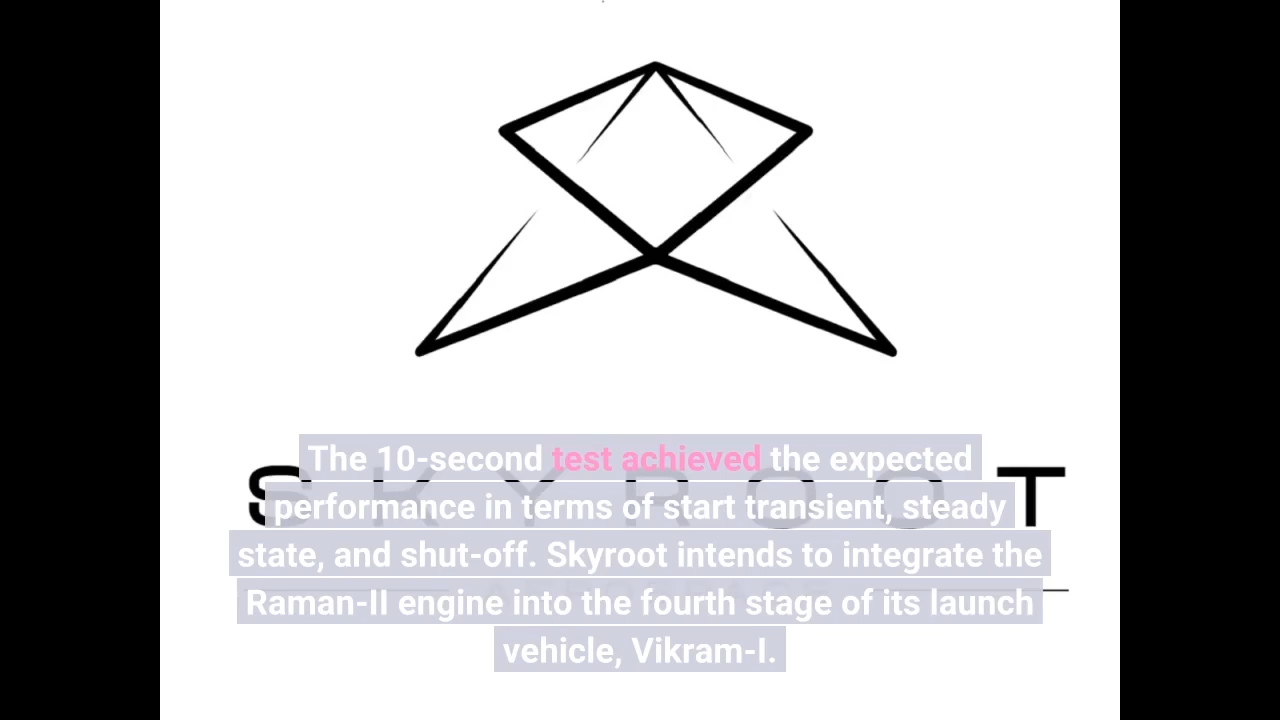 The 10-second test achieved the expected
SKYROOT
performance in terms of start transient, steady
state, and shut-off. Skyroot intends to integrate the
Raman-II engine into the fourth stage of its launch
vehicle, Vikram-I.